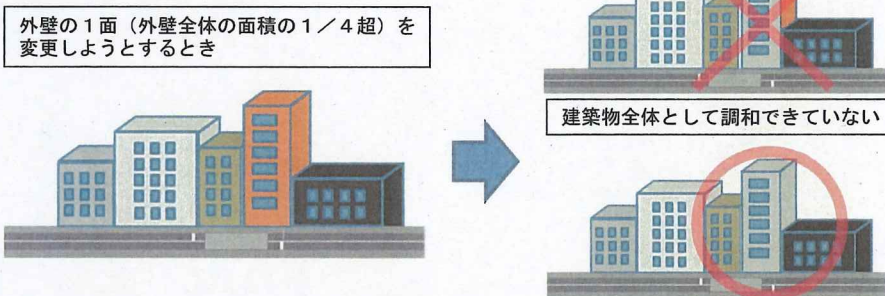 外壁の１面（外壁全体の面積の１／４超）を
変更しようとするとき
建築物全体として調和できていない